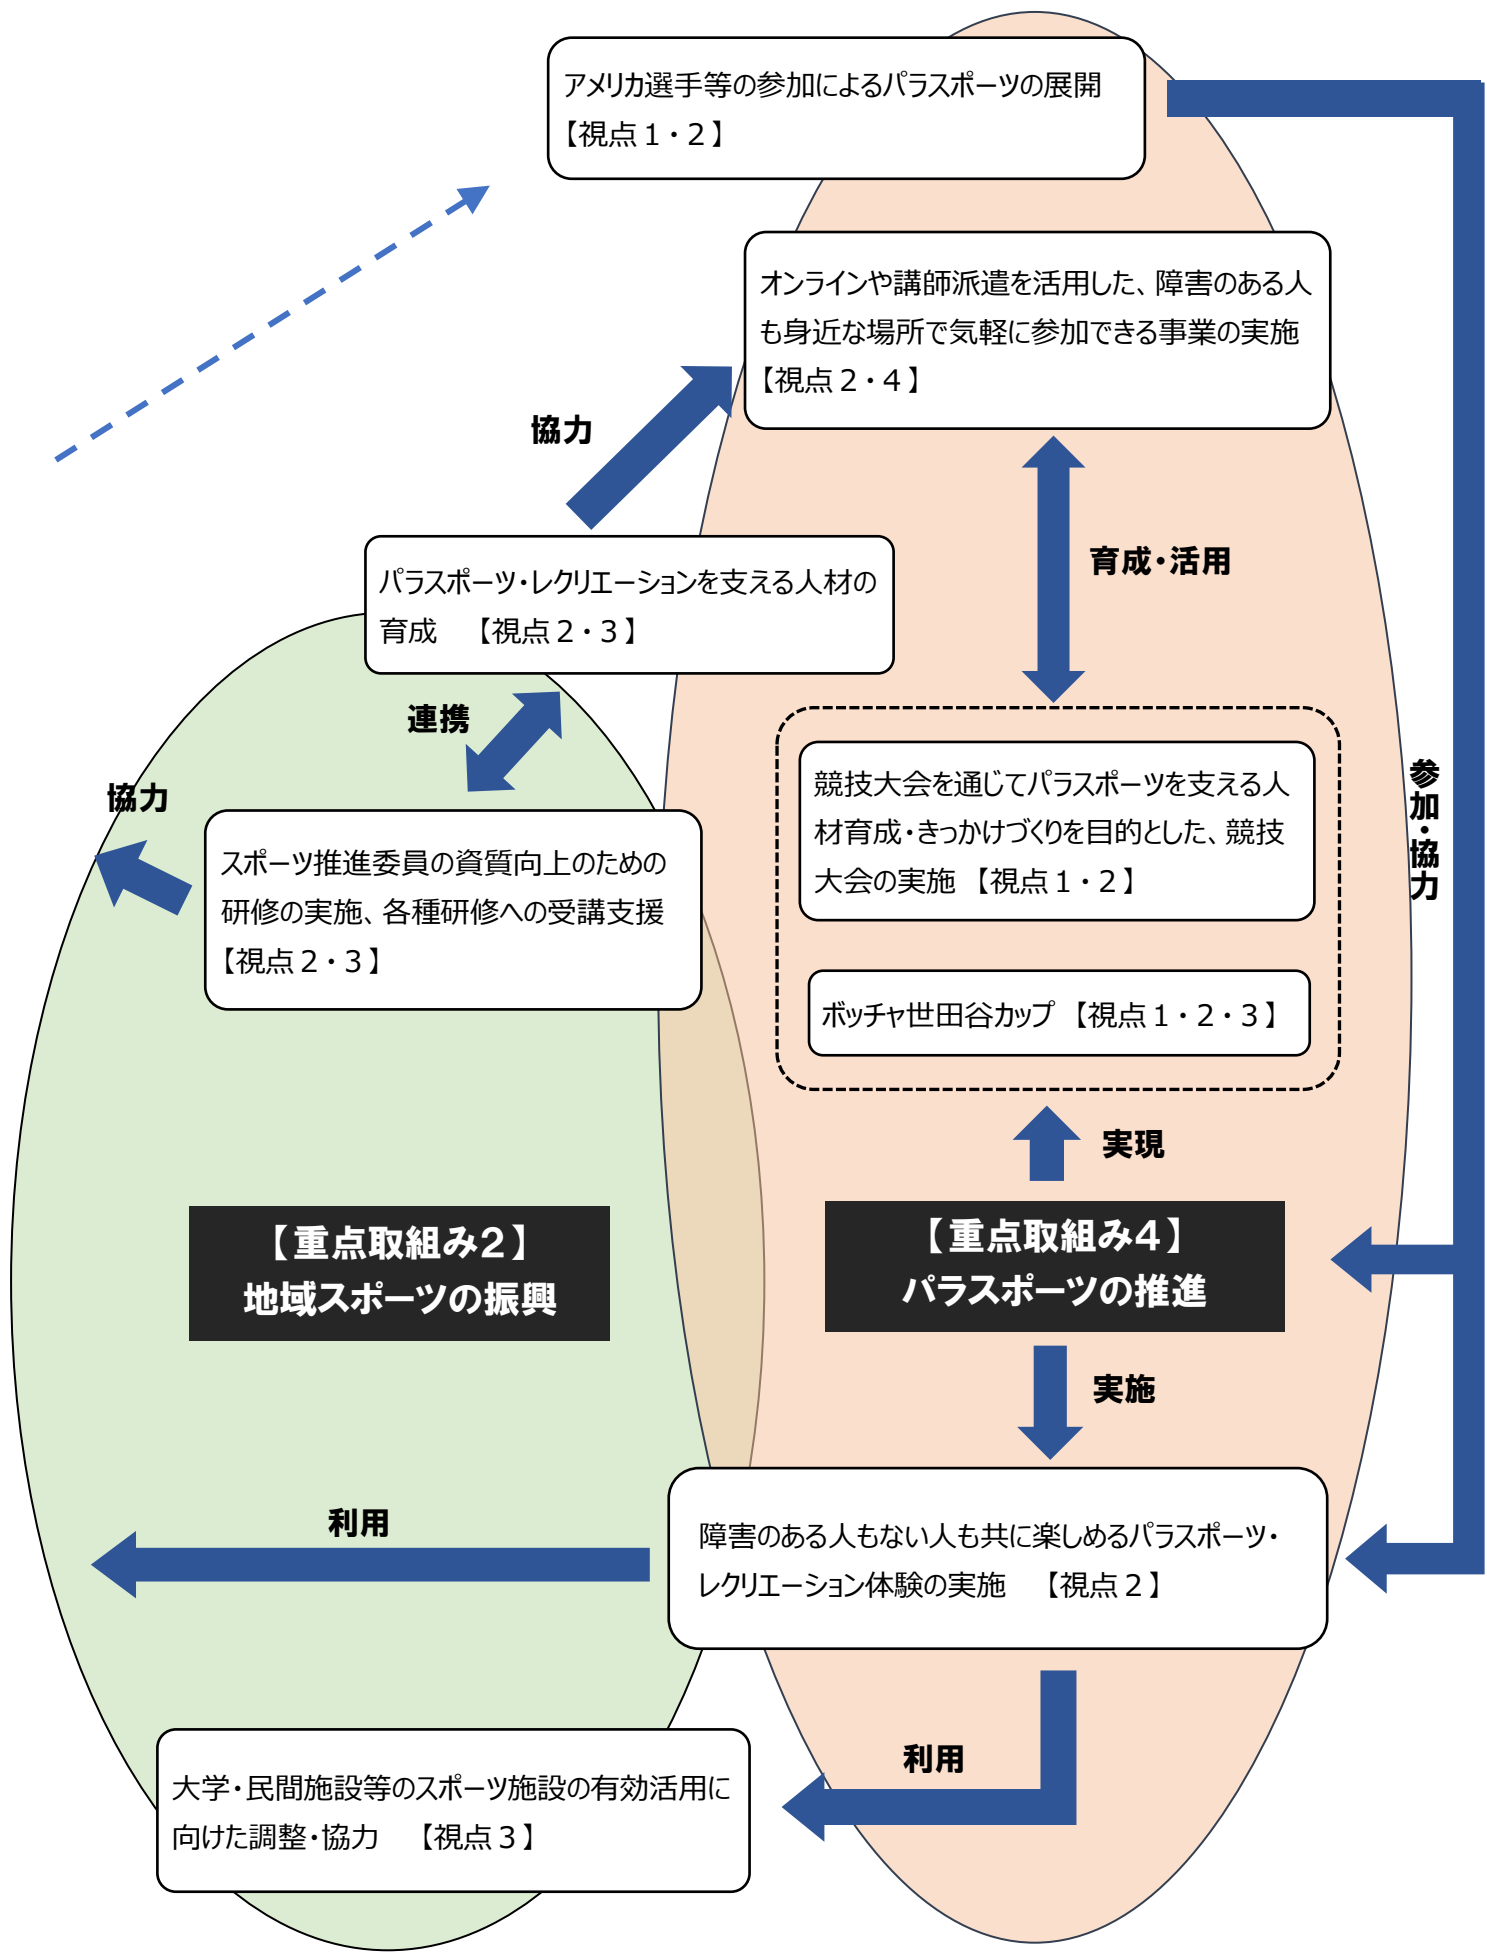 アメリカ選手等の参加によるパラスポーツの展開
【視点１・２】
オンラインや講師派遣を活用した、障害のある人
も身近な場所で気軽に参加できる事業の実施
【視点２・４】
協力
育成・活用
パラスポーツ・レクリエーションを支える人材の
育成　【視点２・３】
連携
協力
スポーツ推進委員の資質向上のための
研修の実施、各種研修への受講支援
【視点２・３】
競技大会を通じてパラスポーツを支える人
材育成・きっかけづくりを目的とした、競技
大会の実施 【視点１・２】
参加・協力
ボッチャ世田谷カップ 【視点１・２・３】
実現
【重点取組み２】
地域スポーツの振興
【重点取組み４】
パラスポーツの推進
実施
利用
障害のある人もない人も共に楽しめるパラスポーツ・
レクリエーション体験の実施　【視点２】
利用
大学・民間施設等のスポーツ施設の有効活用に
向けた調整・協力　【視点３】